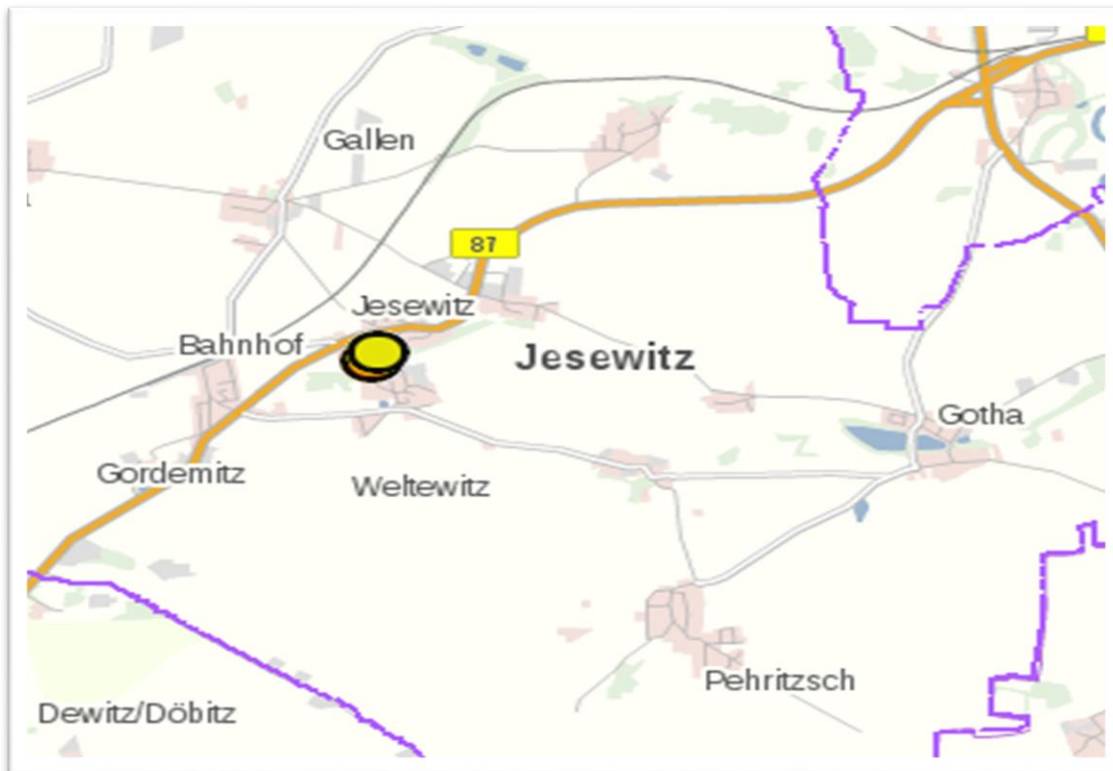 Gallen
87
Jesewitz
Bahnhof
Jesewitz
Gotha
Gordemitz
Weltewitz
Pehritzsch
Dewitz/Döbitz